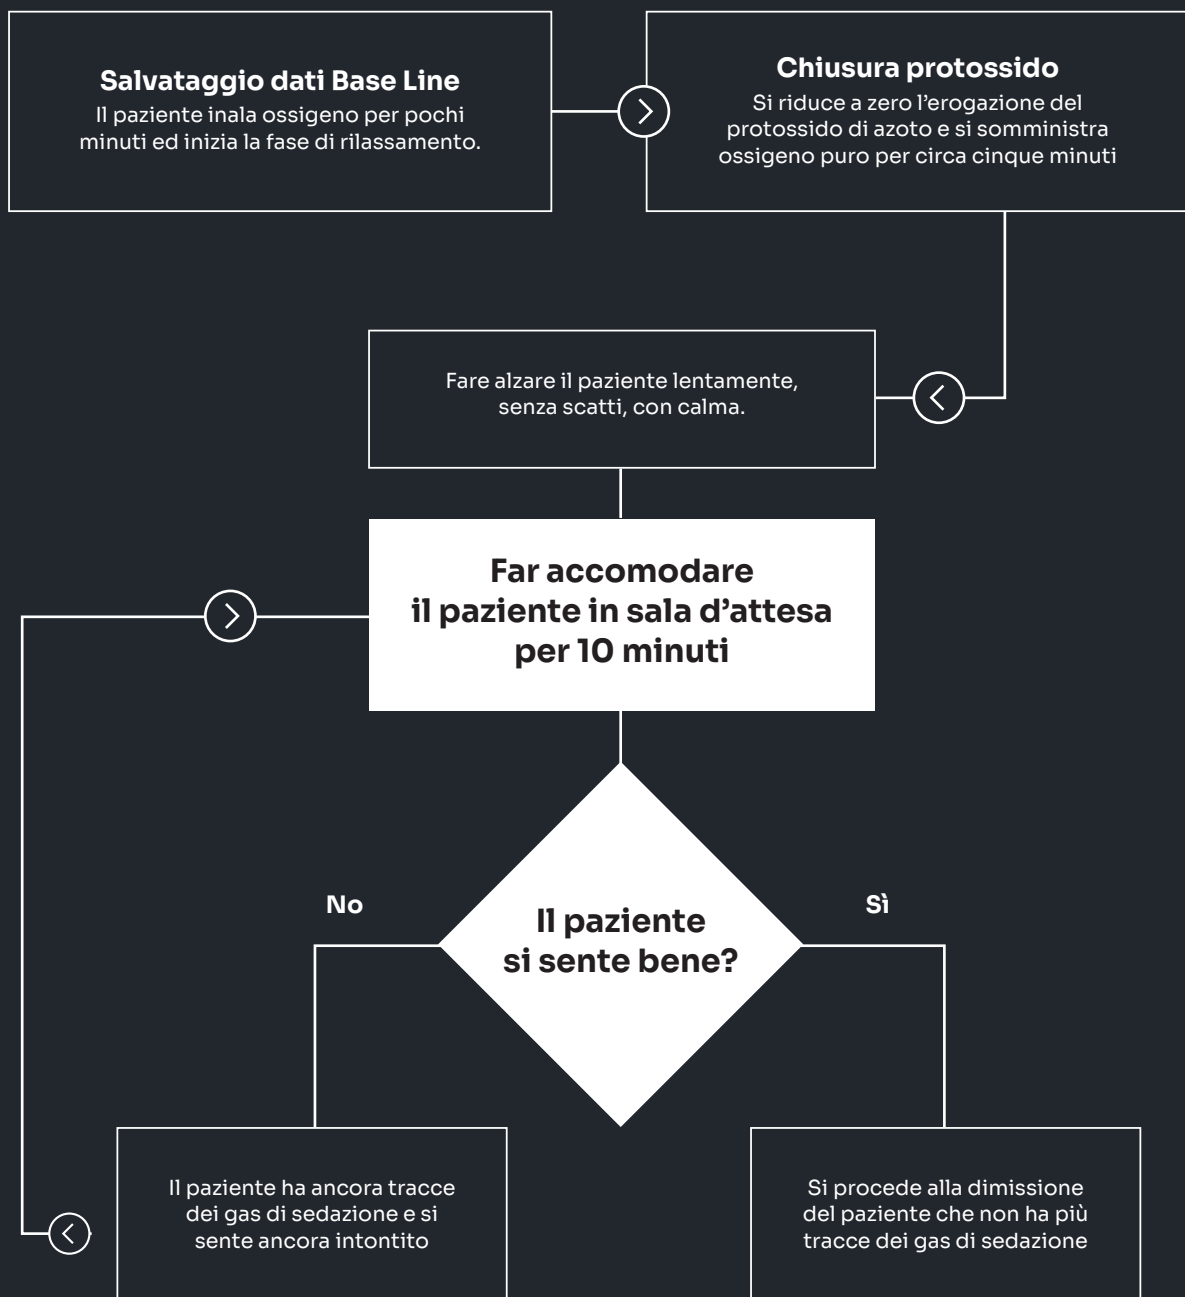 Salvataggio dati Base Line
Il paziente inala ossigeno per pochi
minuti ed inizia la fase di rilassamento.
Chiusura protossido
Si riduce a zero l’erogazione del
protossido di azoto e si somministra
ossigeno puro per circa cinque minuti
Fare alzare il paziente lentamente,
senza scatti, con calma.
Far accomodare
il paziente in sala d’attesa
per 10 minuti
No
Sì
Il paziente
si sente bene?
Il paziente ha ancora tracce
dei gas di sedazione e si
sente ancora intontito
Si procede alla dimissione
del paziente che non ha più
tracce dei gas di sedazione